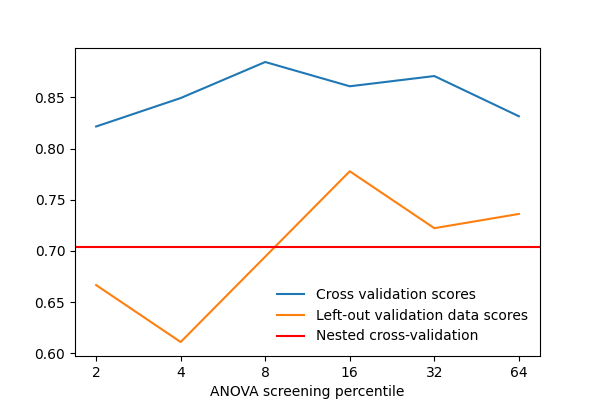 0.85
0.80
0.75
0.70
0.65
0.60
Cross validation scores
Left-out validation data scores
Nested cross-validation
2 4 8 16 32 64
ANOVA screening percentile